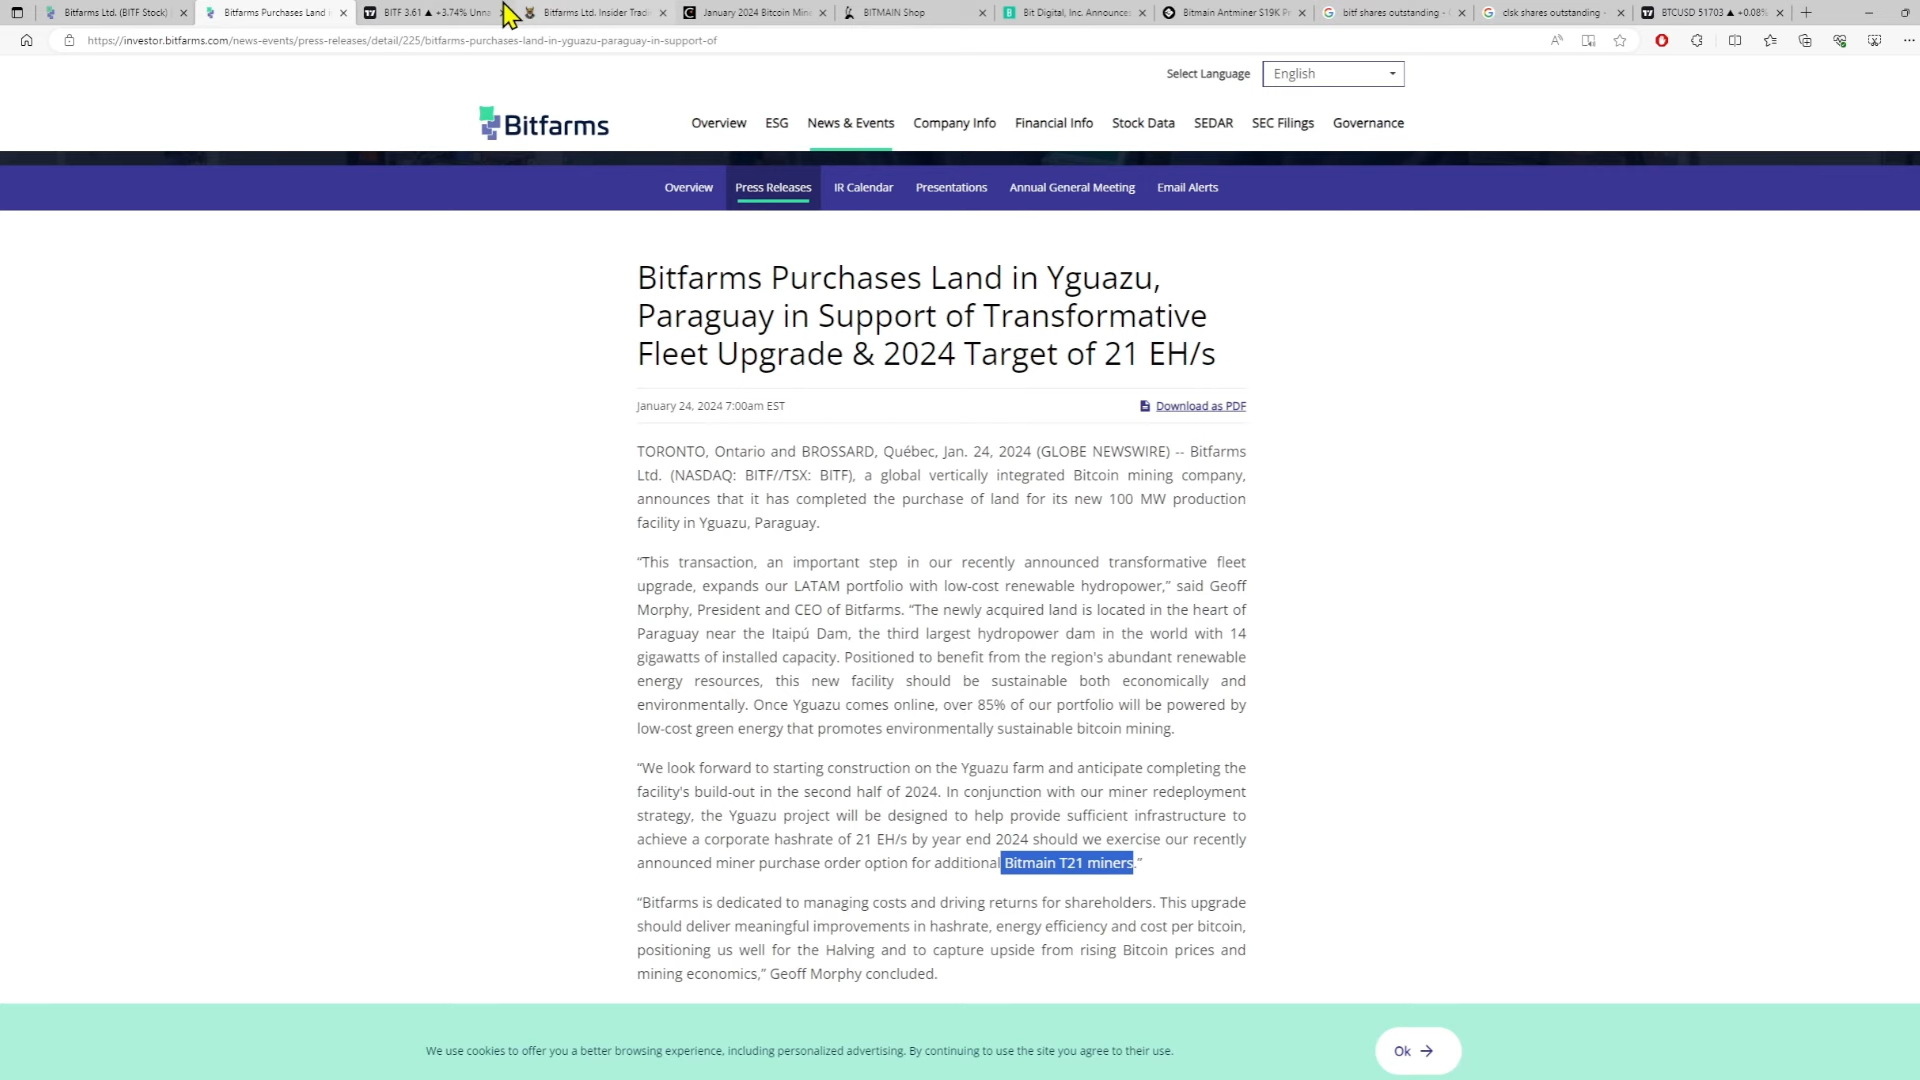 Bitfarms Ltd. (BITF Stock)
Bitfarms Purchases Land i
BITF 3.61 ▲ +3.74% Unna
Bitfarms Ltd. Insider Tradi
January 2024 Bitcoin Min
BITMAIN Shop
Bit Digital, Inc. Announces
Bitmain Antminer S19K P
bitf shares outstanding -
clsk shares outstanding -
BTCUSD 51703 ▲ +0.08%
https://investor.bitfarms.com/news-events/press-releases/detail/225/bitfarms-purchases-land-in-yguazu-paraguay-in-support-of
Select Language English
Bitfarms
Overview ESG News & Events Company Info Financial Info Stock Data SEDAR SEC Filings Governance
Overview Press Releases IR Calendar Presentations Annual General Meeting Email Alerts
Bitfarms Purchases Land in Yguazu,
Paraguay in Support of Transformative
Fleet Upgrade & 2024 Target of 21 EH/s
January 24, 2024 7:00am EST
Download as PDF
TORONTO, Ontario and BROSSARD, Québec, Jan. 24, 2024 (GLOBE NEWSWIRE) -- Bitfarms
Ltd. (NASDAQ: BITF//TSX: BITF), a global vertically integrated Bitcoin mining company,
announces that it has completed the purchase of land for its new 100 MW production
facility in Yguazu, Paraguay.
“This transaction, an important step in our recently announced transformative fleet
upgrade, expands our LATAM portfolio with low-cost renewable hydropower,” said Geoff
Morphy, President and CEO of Bitfarms. “The newly acquired land is located in the heart of
Paraguay near the Itaipú Dam, the third largest hydropower dam in the world with 14
gigawatts of installed capacity. Positioned to benefit from the region's abundant renewable
energy resources, this new facility should be sustainable both economically and
environmentally. Once Yguazu comes online, over 85% of our portfolio will be powered by
low-cost green energy that promotes environmentally sustainable bitcoin mining.
“We look forward to starting construction on the Yguazu farm and anticipate completing the
facility's build-out in the second half of 2024. In conjunction with our miner redeployment
strategy, the Yguazu project will be designed to help provide sufficient infrastructure to
achieve a corporate hashrate of 21 EH/s by year end 2024 should we exercise our recently
announced miner purchase order option for additional Bitmain T21 miners.”
“Bitfarms is dedicated to managing costs and driving returns for shareholders. This upgrade
should deliver meaningful improvements in hashrate, energy efficiency and cost per bitcoin,
positioning us well for the Halving and to capture upside from rising Bitcoin prices and
mining economics,” Geoff Morphy concluded.
We use cookies to offer you a better browsing experience, including personalized advertising. By continuing to use the site you agree to their use.
Ok